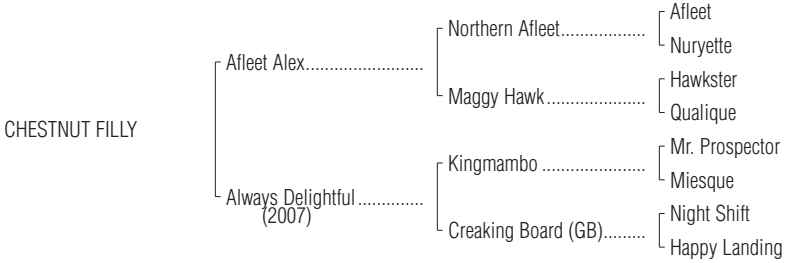 Afleet
Northern Afleet...................
Nuryette
Afleet Alex.........................
Hawkster
Maggy Hawk.....................
Qualique
CHESTNUT FILLY
Mr. Prospector
Kingmambo ......................
Miesque
Always Delightful..............
(2007)
Night Shift
Creaking Board (GB).........
Happy Landing